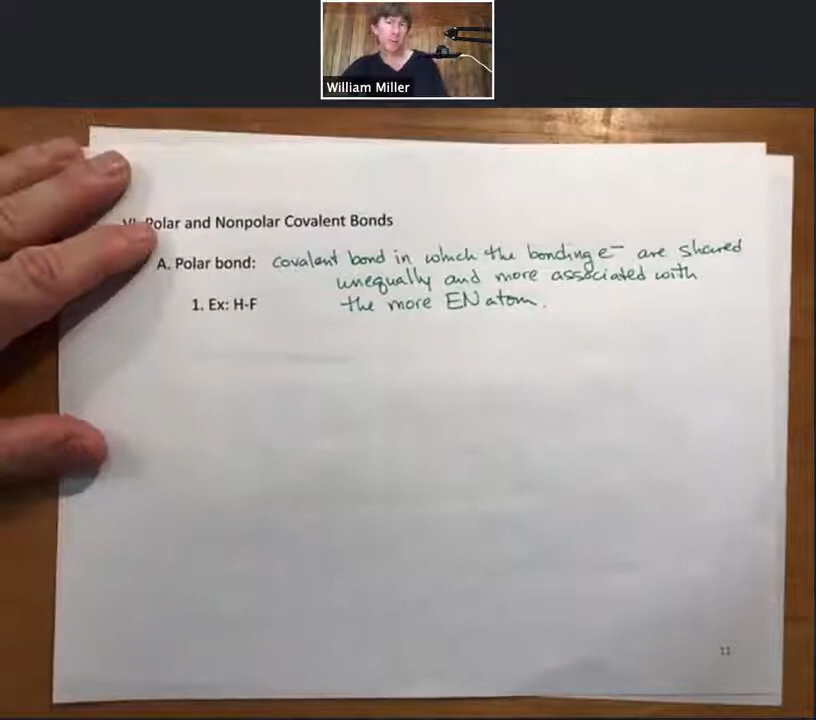 William Miller
VI. Polar and Nonpolar Covalent Bonds
A. Polar bond: covalent bond in which the bonding e⁻ are shared
unequally and more associated with
1. Ex: H-F the more EN atom.
11